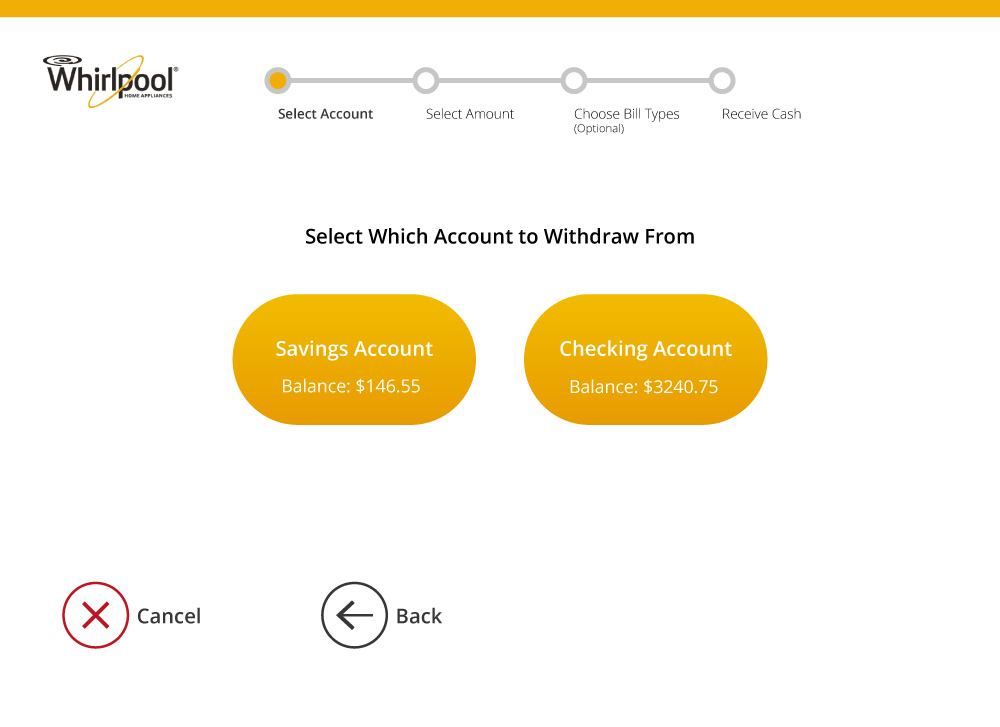 Whirlpool®
HOME APPLIANCES
Select Account
Select Amount
Choose Bill Types
(Optional)
Receive Cash
Select Which Account to Withdraw From
Savings Account
Balance: $146.55
Checking Account
Balance: $3240.75
Cancel
Back